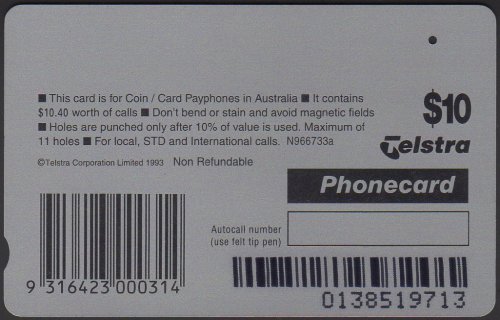 ■ This card is for Coin / Card Payphones in Australia ■ It contains
$10.40 worth of calls ■ Don't bend or stain and avoid magnetic fields
■ Holes are punched only after 10% of value is used. Maximum of
11 holes ■ For local, STD and International calls. N966733a
©Telstra Corporation Limited 1993 Non Refundable
$10
Telstra
Phonecard
Autocall number
(use felt tip pen)
9 316423 000314
0138519713